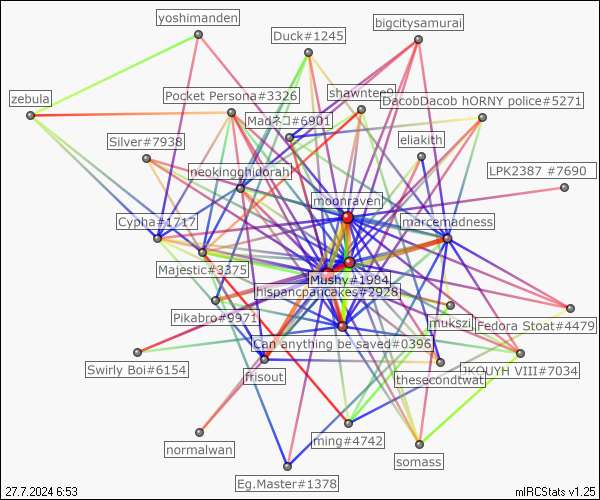 yoshimanden
bigcitysamurai
Duck#1245
zebula
Pocket Persona#3326
shawntee9
DacobDacob hORNY police#5271
Madネコ#6901
Silver#7938
eliakith
neokingghidorah
LPK2387 #7690
moonraven
Cypha#1717
marcemadness
Majestic#3375
Mushy#1984
hispancpancakes#2928
Pikabro#9971
mukszij
Fedora Stoat#4479
Can anything be saved#0396
Swirly Boi#6154
frisout
thesecondtwat
JKOUYH VIII#7034
normalwan
ming#4742
somass
Eg.Master#1378
27.7.2024 6:53
mIRCStats v1.25